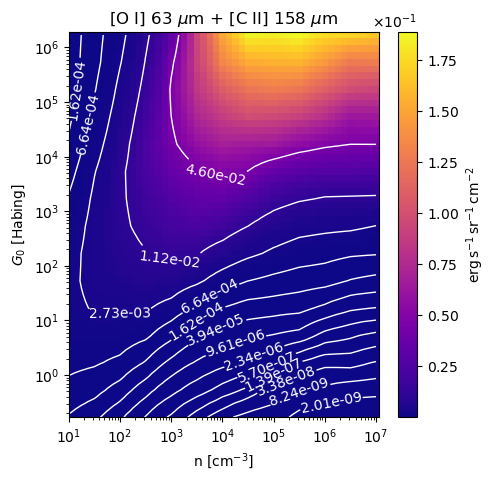 [O I] 63 μm + [C II] 158 μm
×10⁻¹
10⁶
10⁵
10⁴
10³
10²
10¹
10⁰
G₀ [Habing]
1.62e-04
6.64e-04
4.60e-02
1.12e-02
2.73e-03
6.64e-04
1.62e-04
3.94e-05
9.61e-06
2.34e-06
5.70e-07
1.39e-07
3.38e-08
8.24e-09
2.01e-09
10¹ 10² 10³ 10⁴ 10⁵ 10⁶ 10⁷
n [cm⁻³]
1.75
1.50
1.25
1.00
0.75
0.50
0.25
erg s⁻¹ sr⁻¹ cm⁻²